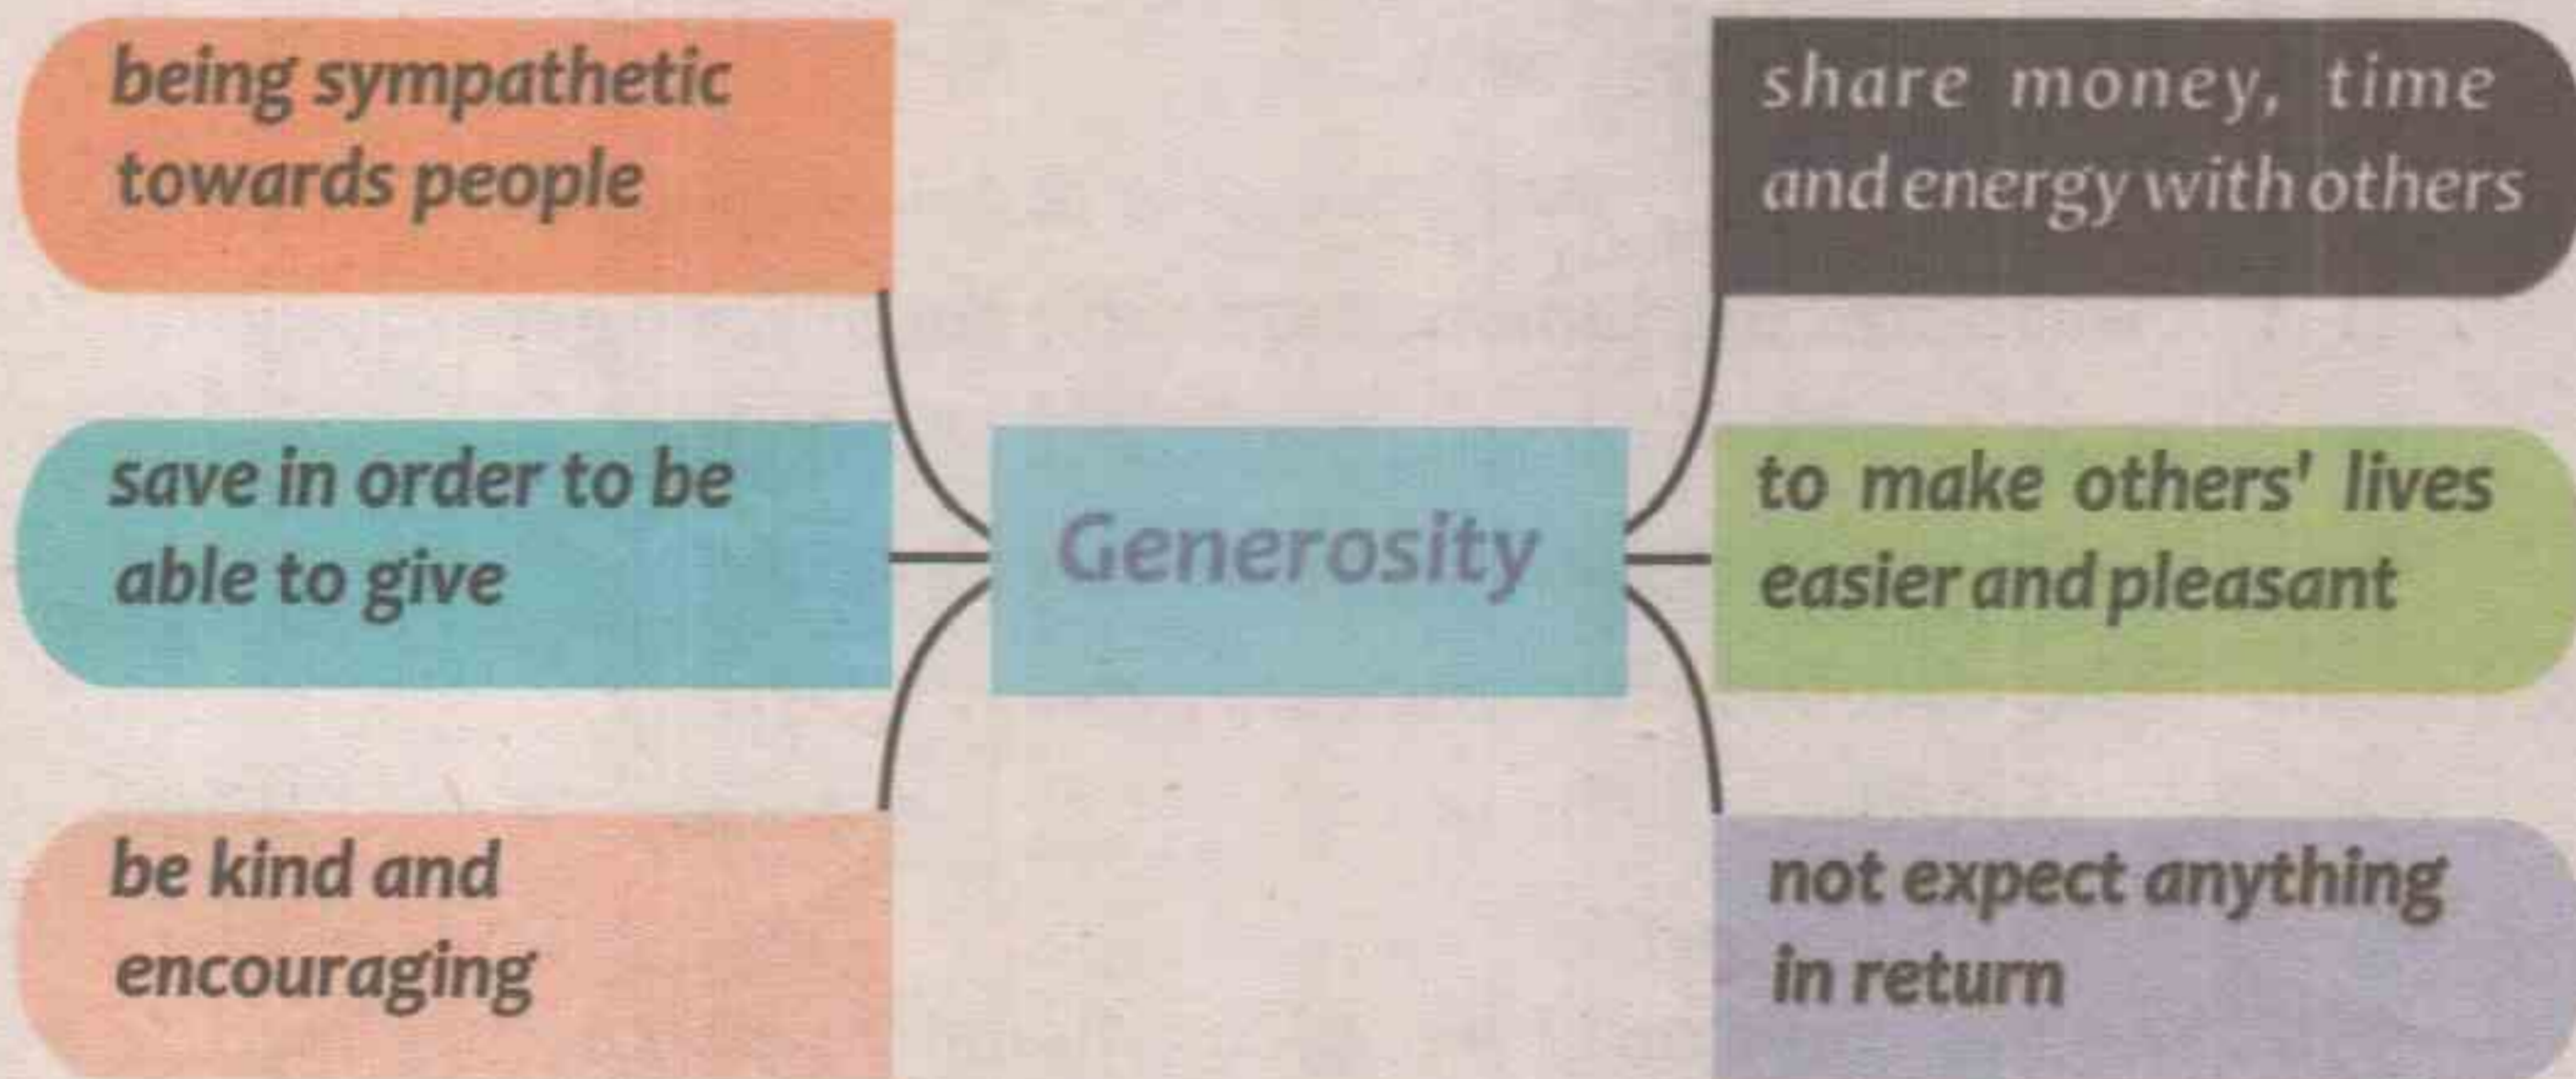 being sympathetic
towards people
save in order to be
able to give
be kind and
encouraging
Generosity
share money, time
and energy with others
to make others' lives
easier and pleasant
not expect anything
in return